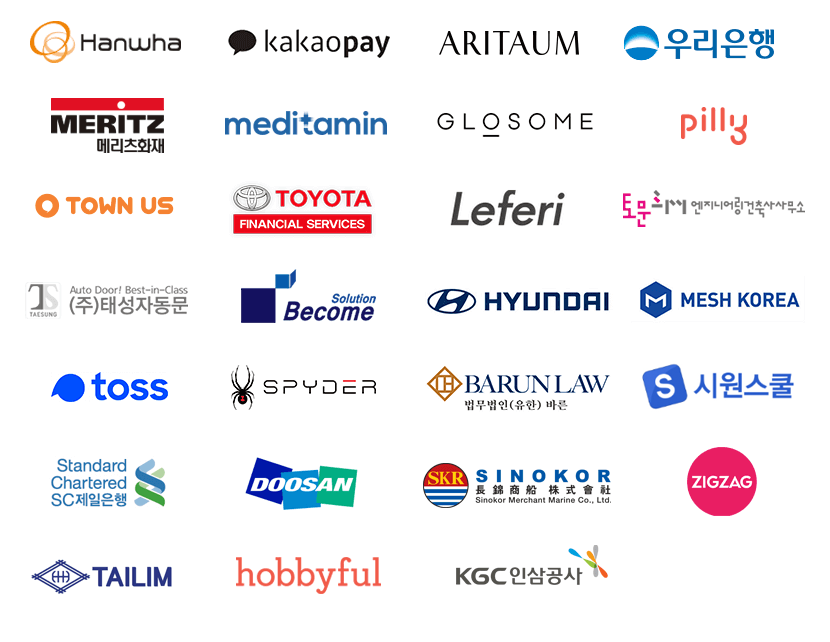 Hanwha
kakaopay
ARITAUM
우리은행
MERITZ
메리츠화재
meditamin
GLOSOME
pilly
TOWN US
TOYOTA
FINANCIAL SERVICES
Leferi
토문
엔지니어링건축사사무소
TS
TAESUNG
Auto Door! Best-in-Class
(주)태성자동문
Solution
Become
HYUNDAI
M
MESH KOREA
toss
SPYDER
BARUN LAW
법무법인(유한) 바른
S
시원스쿨
Standard
Chartered
SC제일은행
DOOSAN
SKR
SINOKOR
長錦商船 株式會社
Sinokor Merchant Marine Co., Ltd.
ZIGZAG
TAILIM
hobbyful
KGC인삼공사